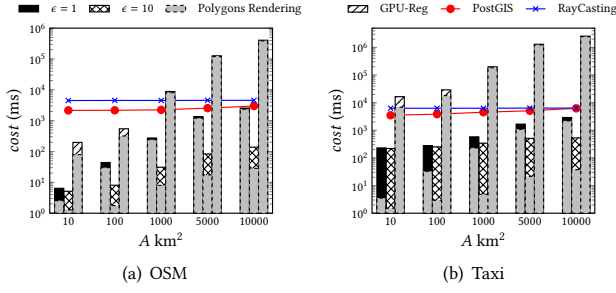 ϵ = 1 ϵ = 10 Polygons Rendering GPU-Reg PostGIS RayCasting
cost (ms)
10⁶
10⁵
10⁴
10³
10²
10¹
10⁰
10 100 1000 5000 10000
A km²
(a) OSM
cost (ms)
10⁶
10⁵
10⁴
10³
10²
10¹
10⁰
10 100 1000 5000 10000
A km²
(b) Taxi